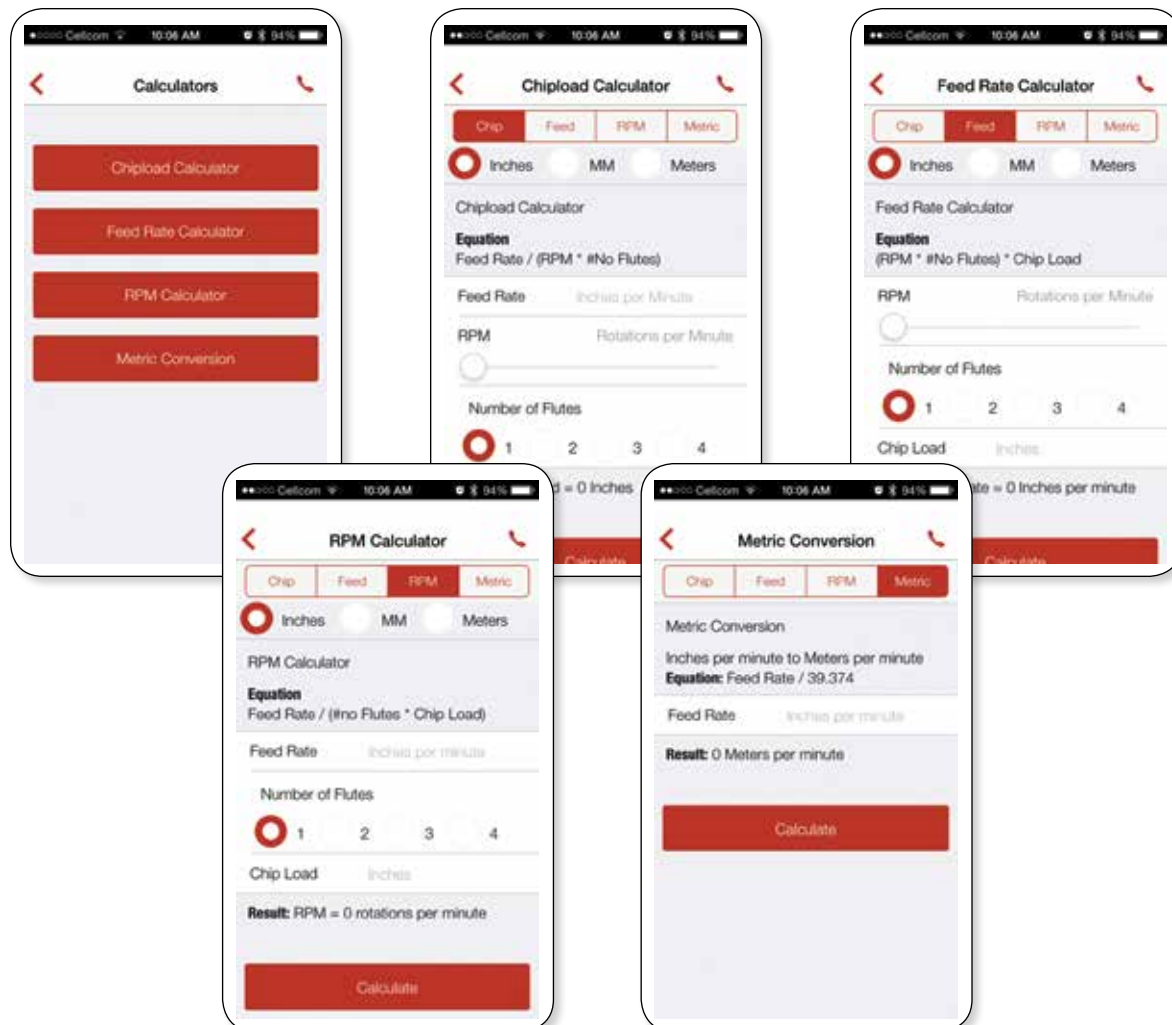 Cellcom 10:06 AM 94%
Calculators
Chipload Calculator
Feed Rate Calculator
RPM Calculator
Metric Conversion
Cellcom 10:06 AM 94%
Chipload Calculator
Chip Feed RPM Metric
Inches MM Meters
Chipload Calculator
Equation
Feed Rate / (RPM * #No Flutes)
Feed Rate Inches per Minute
RPM Rotations per Minute
Number of Flutes
1 2 3 4
= 0 Inches
Calculate
Cellcom 10:06 AM 94%
Feed Rate Calculator
Chip Feed RPM Metric
Inches MM Meters
Feed Rate Calculator
Equation
(RPM * #No Flutes) * Chip Load
RPM Rotations per Minute
Number of Flutes
1 2 3 4
Chip Load Inches
= 0 Inches per minute
Calculate
Cellcom 10:06 AM 94%
RPM Calculator
Chip Feed RPM Metric
Inches MM Meters
RPM Calculator
Equation
Feed Rate / (#no Flutes * Chip Load)
Feed Rate Inches per minute
Number of Flutes
1 2 3 4
Chip Load Inches
Result: RPM = 0 rotations per minute
Calculate
Cellcom 10:06 AM 94%
Metric Conversion
Chip Feed RPM Metric
Metric Conversion
Inches per minute to Meters per minute
Equation: Feed Rate / 39.374
Feed Rate Inches per minute
Result: 0 Meters per minute
Calculate